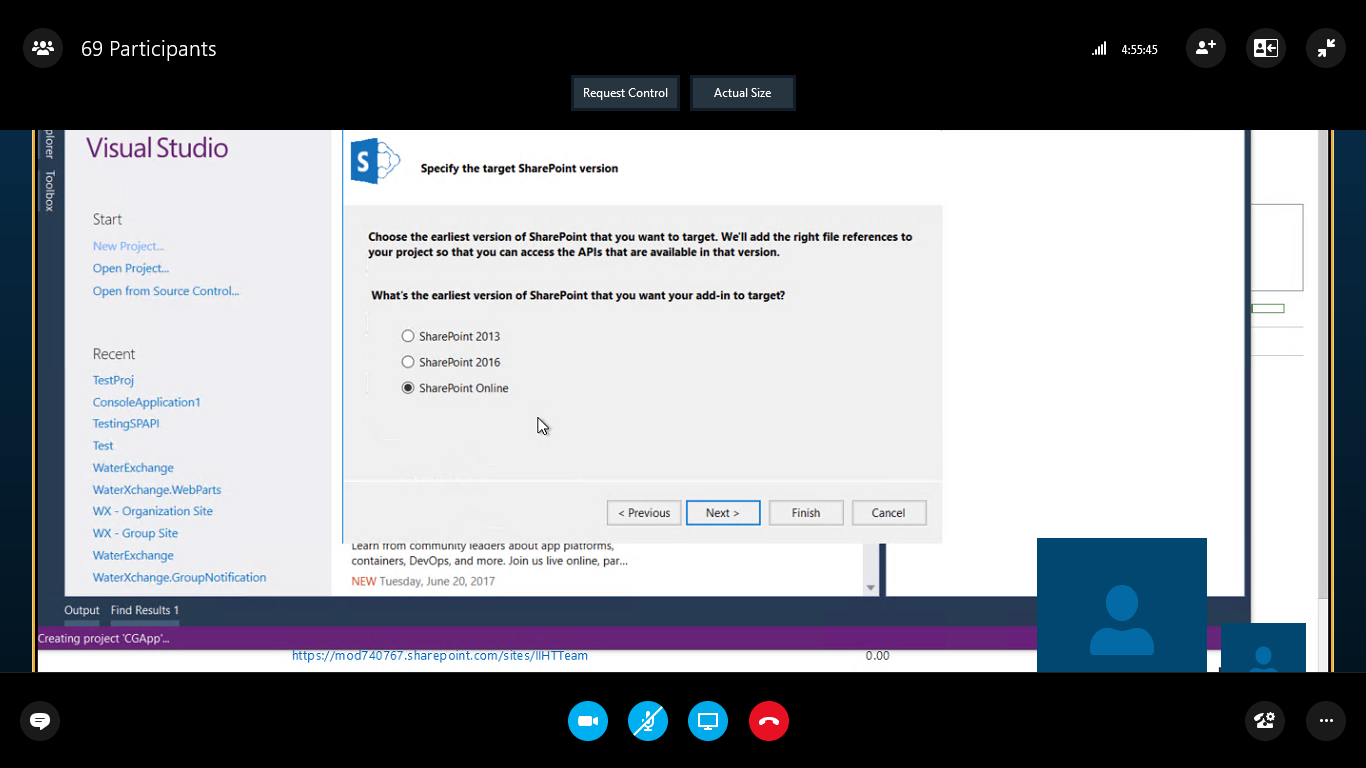 69 Participants
4:55:45
Request Control
Actual Size
plorer
Toolbox
Visual Studio
Start
New Project...
Open Project...
Open from Source Control...
Recent
TestProj
ConsoleApplication1
TestingSPAPI
Test
WaterExchange
WaterXchange.WebParts
WX - Organization Site
WX - Group Site
WaterExchange
WaterXchange.GroupNotification
S
Specify the target SharePoint version
Choose the earliest version of SharePoint that you want to target. We'll add the right file references to
your project so that you can access the APIs that are available in that version.
What's the earliest version of SharePoint that you want your add-in to target?
SharePoint 2013
SharePoint 2016
SharePoint Online
< Previous
Next >
Finish
Cancel
Learn from community leaders about app platforms,
containers, DevOps, and more. Join us live online, par...
NEW Tuesday, June 20, 2017
Output
Find Results 1
Creating project 'CGApp'...
https://mod740767.sharepoint.com/sites/IIHTTeam
0.00